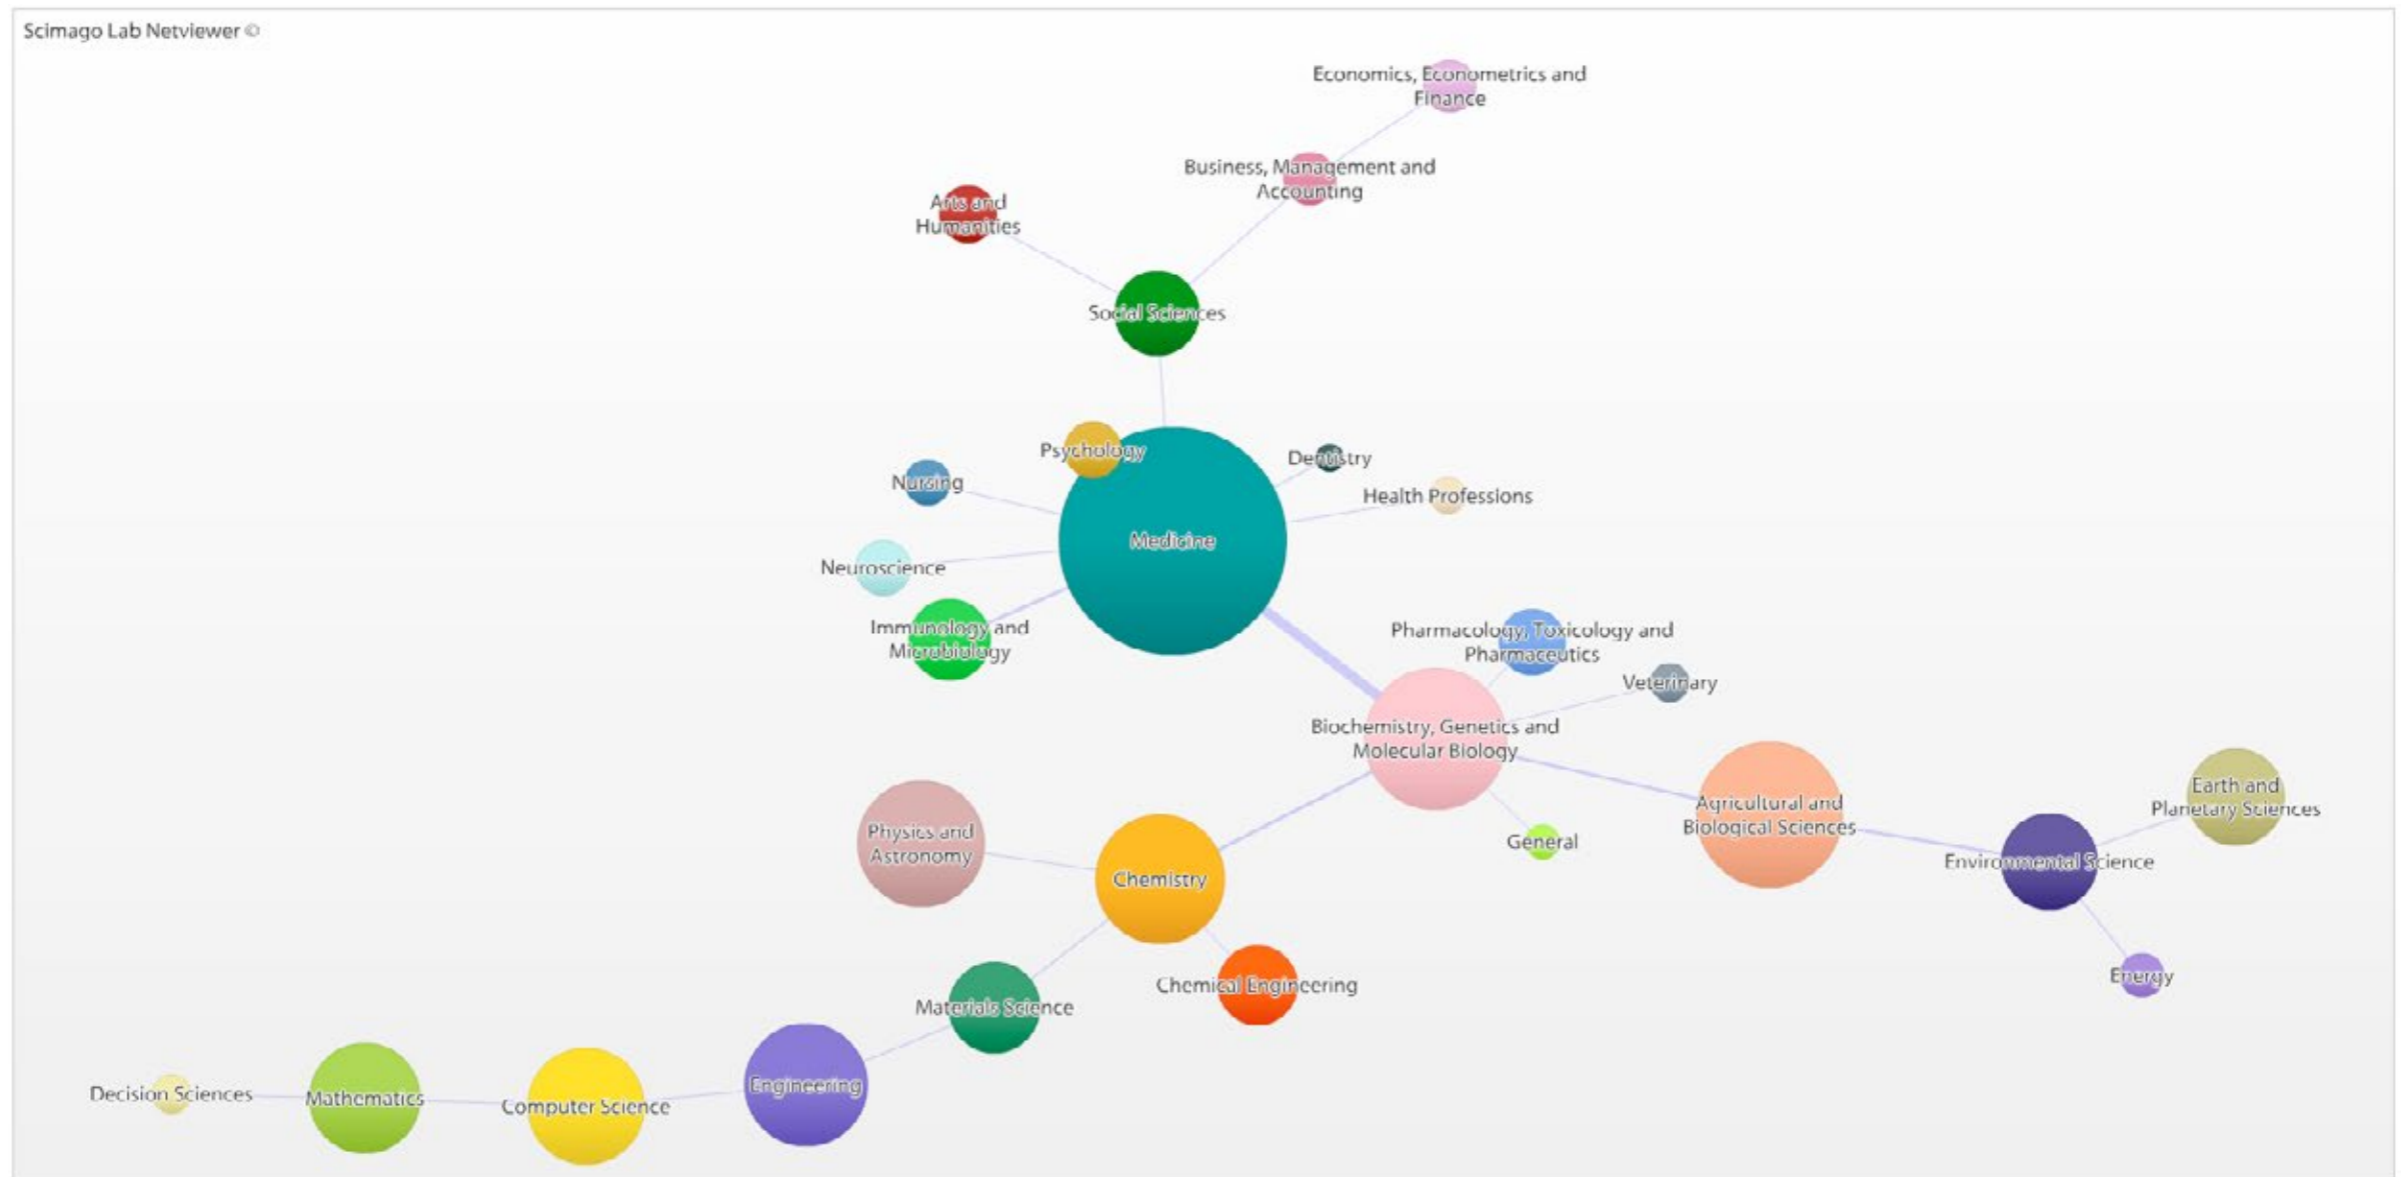 Scimago Lab Netviewer ©
Economics, Econometrics and
Finance
Business, Management and
Accounting
Arts and
Humanities
Social Sciences
Psychology
Dentistry
Nursing
Health Professions
Medicine
Neuroscience
Immunology and
Microbiology
Pharmacology, Toxicology and
Pharmaceutics
Veterinary
Biochemistry, Genetics and
Molecular Biology
Earth and
Planetary Sciences
Agricultural and
Biological Sciences
Physics and
Astronomy
General
Environmental Science
Chemistry
Energy
Chemical Engineering
Materials Science
Engineering
Decision Sciences
Mathematics
Computer Science